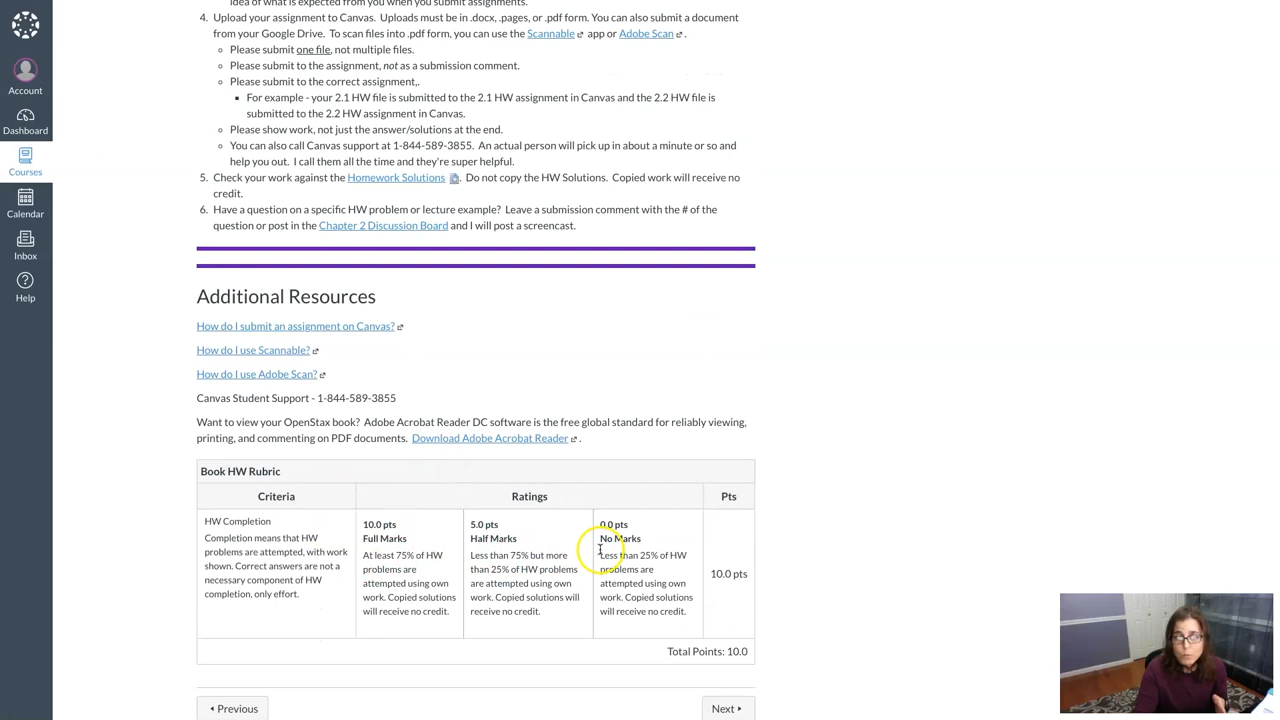 idea of what is expected from you when you submit assignments.
4. Upload your assignment to Canvas. Uploads must be in .docx, .pages, or .pdf form. You can also submit a document
from your Google Drive. To scan files into .pdf form, you can use the Scannable app or Adobe Scan .
Please submit one file, not multiple files.
Please submit to the assignment, not as a submission comment.
Please submit to the correct assignment,.
For example - your 2.1 HW file is submitted to the 2.1 HW assignment in Canvas and the 2.2 HW file is
submitted to the 2.2 HW assignment in Canvas.
Please show work, not just the answer/solutions at the end.
You can also call Canvas support at 1-844-589-3855. An actual person will pick up in about a minute or so and
help you out. I call them all the time and they're super helpful.
5. Check your work against the Homework Solutions . Do not copy the HW Solutions. Copied work will receive no
credit.
6. Have a question on a specific HW problem or lecture example? Leave a submission comment with the # of the
question or post in the Chapter 2 Discussion Board and I will post a screencast.
Account
Dashboard
Courses
Calendar
Inbox
Help
Additional Resources
How do I submit an assignment on Canvas?
How do I use Scannable?
How do I use Adobe Scan?
Canvas Student Support - 1-844-589-3855
Want to view your OpenStax book? Adobe Acrobat Reader DC software is the free global standard for reliably viewing,
printing, and commenting on PDF documents. Download Adobe Acrobat Reader .
Book HW Rubric
Criteria
Ratings
Pts
HW Completion
Completion means that HW
problems are attempted, with work
shown. Correct answers are not a
necessary component of HW
completion, only effort.
10.0 pts
Full Marks
At least 75% of HW
problems are
attempted using own
work. Copied solutions
will receive no credit.
5.0 pts
Half Marks
Less than 75% but more
than 25% of HW problems
are attempted using own
work. Copied solutions will
receive no credit.
0.0 pts
No Marks
Less than 25% of HW
problems are
attempted using own
work. Copied solutions
will receive no credit.
10.0 pts
Total Points: 10.0
Previous
Next